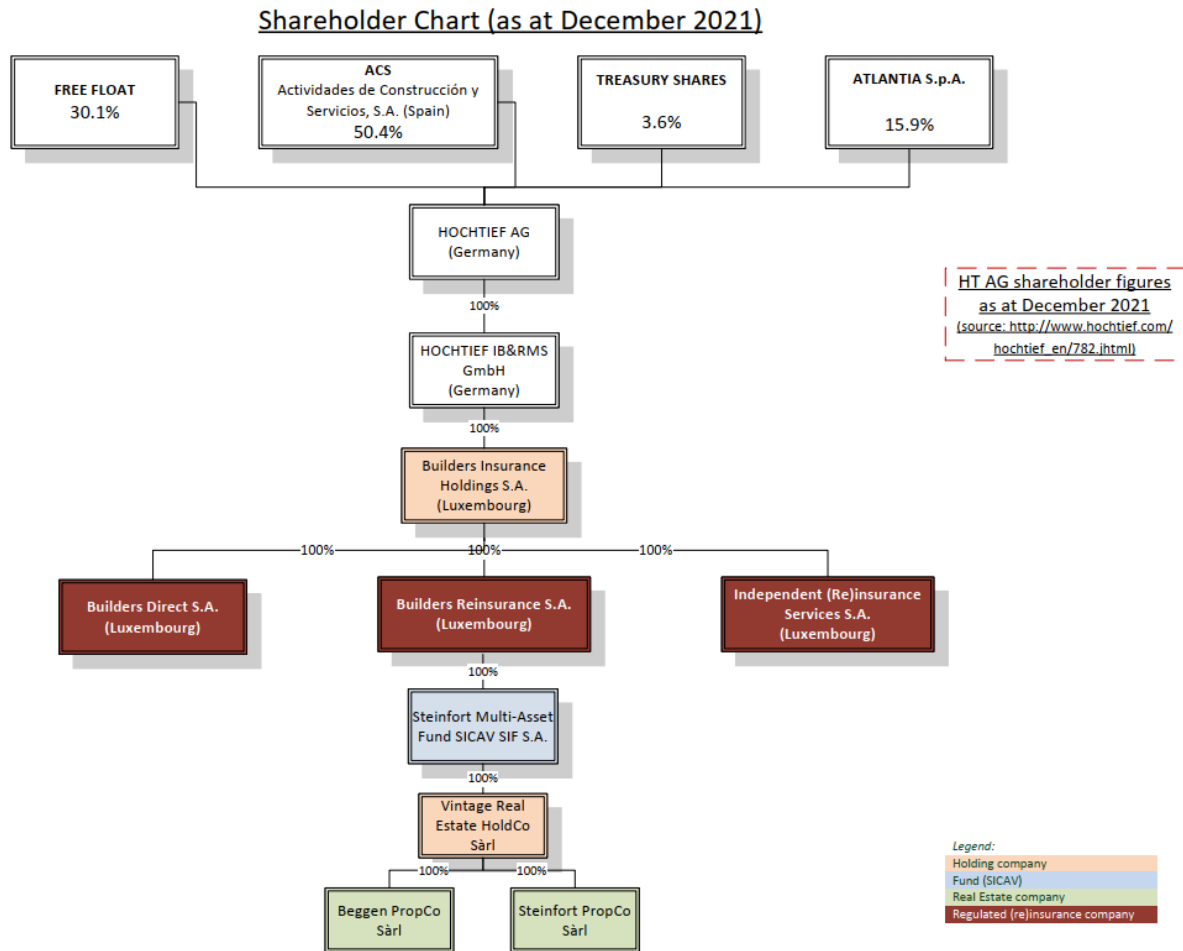 Shareholder Chart (as at December 2021)
FREE FLOAT
30.1%
ACS
Actividades de Construcción y
Servicios, S.A. (Spain)
50.4%
TREASURY SHARES
3.6%
ATLANTIA S.p.A.
15.9%
HOCHTIEF AG
(Germany)
HT AG shareholder figures
as at December 2021
(source: http://www.hochtief.com/
hochtief_en/782.jhtml)
100%
HOCHTIEF IB&RMS
GmbH
(Germany)
100%
Builders Insurance
Holdings S.A.
(Luxembourg)
100%
100%
100%
Builders Direct S.A.
(Luxembourg)
Builders Reinsurance S.A.
(Luxembourg)
Independent (Re)insurance
Services S.A.
(Luxembourg)
100%
Steinfort Multi-Asset
Fund SICAV SIF S.A.
100%
Vintage Real
Estate HoldCo
Sàrl
100%
100%
Beggen PropCo
Sàrl
Steinfort PropCo
Sàrl
Legend:
Holding company
Fund (SICAV)
Real Estate company
Regulated (re)insurance company